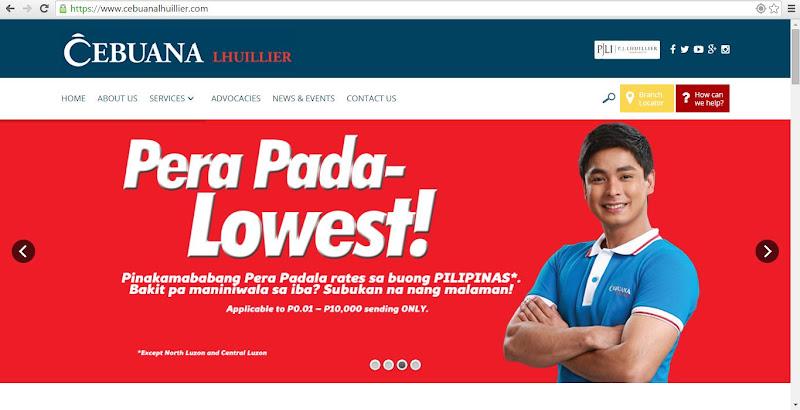 https://www.cebuanalhuillier.com
CEBUANA LHUILLIER
PJLI P.J. LHUILLIER
HOME ABOUT US SERVICES ADVOCACIES NEWS & EVENTS CONTACT US
Branch
Locator
? How can
we help?
Pera Pada-
Lowest!
Pinakamababang Pera Padala rates sa buong PILIPINAS*.
Bakit pa maniniwala sa iba? Subukan na nang malaman!
Applicable to P0.01 – P10,000 sending ONLY.
*Except North Luzon and Central Luzon
CEBUANA